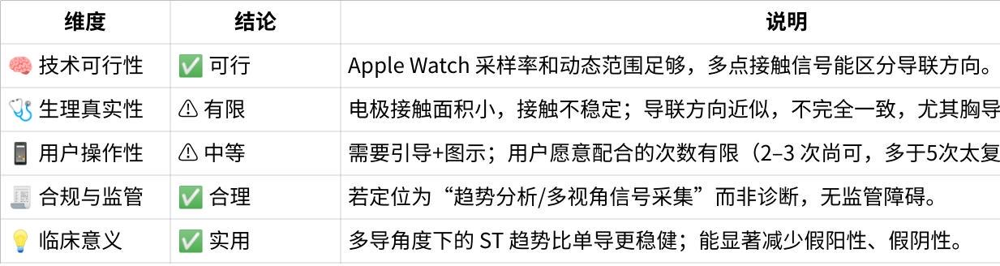 维度 结论 说明
🧠 技术可行性 ✅ 可行 Apple Watch 采样率和动态范围足够，多点接触信号能区分导联方向。
🩺 生理真实性 ⚠ 有限 电极接触面积小，接触不稳定；导联方向近似，不完全一致，尤其胸导
📱 用户操作性 ⚠ 中等 需要引导+图示；用户愿意配合的次数有限（2–3 次尚可，多于5次太复
🧾 合规与监管 ✅ 合理 若定位为“趋势分析/多视角信号采集”而非诊断，无监管障碍。
💡 临床意义 ✅ 实用 多导角度下的 ST 趋势比单导更稳健；能显著减少假阳性、假阴性。